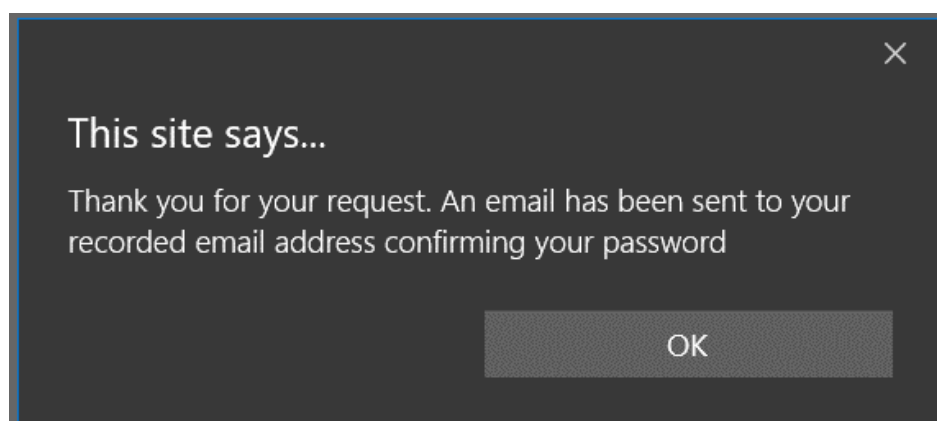 This site says...
Thank you for your request. An email has been sent to your
recorded email address confirming your password
OK